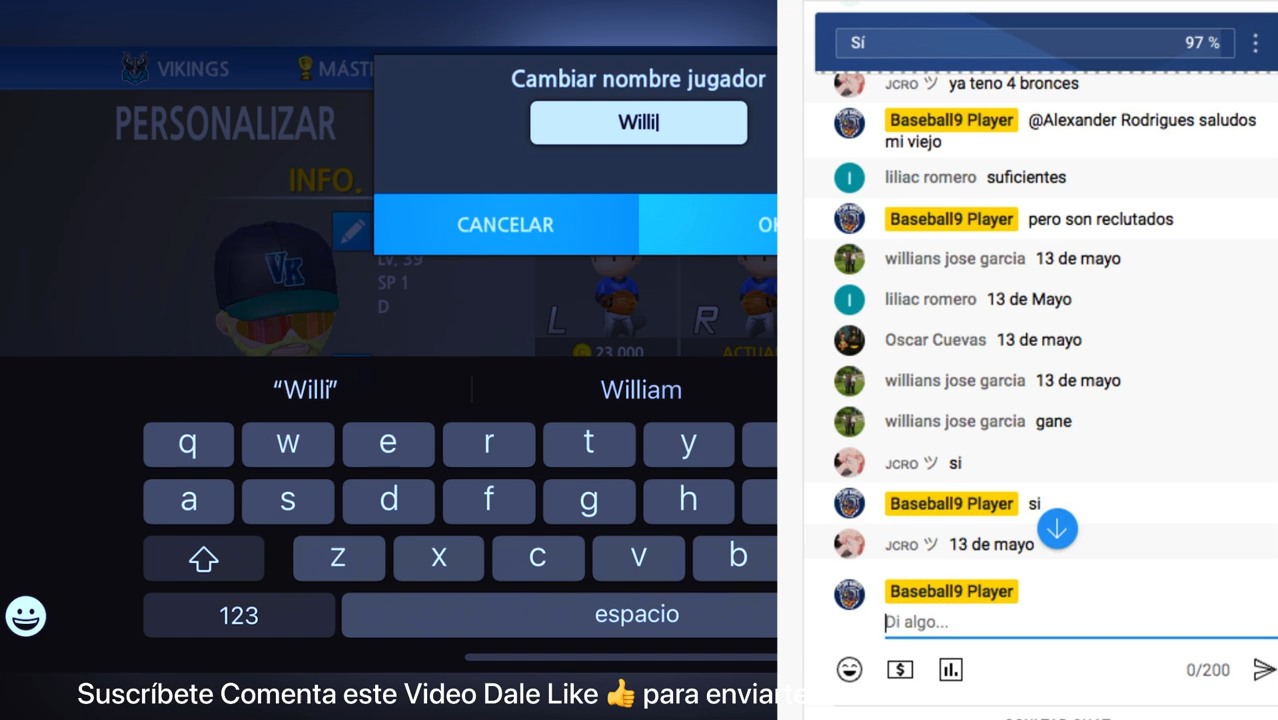 VIKINGS
PERSONALIZAR
INFO.
VK
LV. 39
SP 1
D
L
R
23,000
Cambiar nombre jugador
Willi
CANCELAR
“Willi”
William
q w e r t y
a s d f g h
z x c v b
123
espacio
Suscríbete Comenta este Video Dale Like 👍 para
Sí
97 %
JCRO ツ ya teno 4 bronces
Baseball9 Player @Alexander Rodrigues saludos
mi viejo
liliac romero suficientes
Baseball9 Player pero son reclutados
willians jose garcia 13 de mayo
liliac romero 13 de Mayo
Oscar Cuevas 13 de mayo
willians jose garcia 13 de mayo
willians jose garcia gane
JCRO ツ si
Baseball9 Player si
JCRO ツ 13 de mayo
Baseball9 Player
Di algo...
0/200